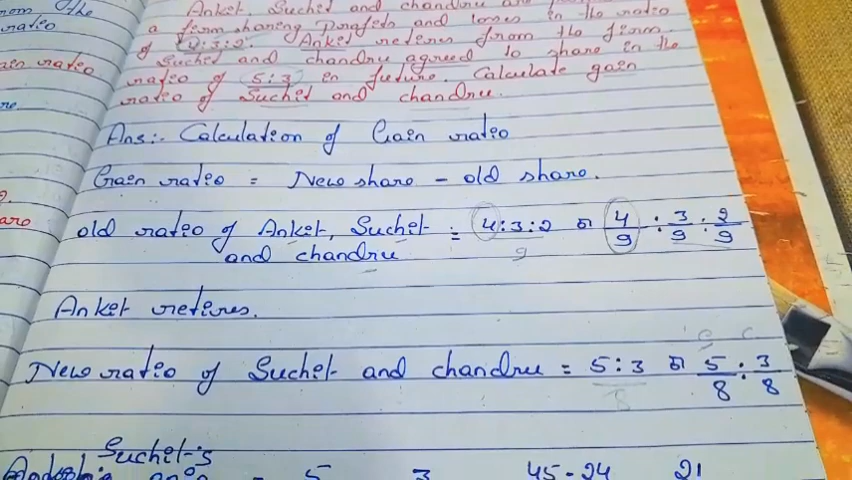 Anket, Suchet and chandru are
a firm sharing Profets and losses in the ratio
of 4:3:2. Anket retires from the firm.
Suchet and chandru agreed to share in the
ratio of 5:3 in future. Calculate gain
ratio of Suchet and chandru.
Ans:- Calculation of Gain ratio
Gain ratio = New share - old share.
old ratio of Anket, Suchet = 4:3:2 or 4/9 : 3/9 : 2/9
and chandru 9
Anket retires.
S C
New ratio of Suchet and chandru = 5:3 or 5/8 : 3/8
8
Suchet's
5 3 45-24 21